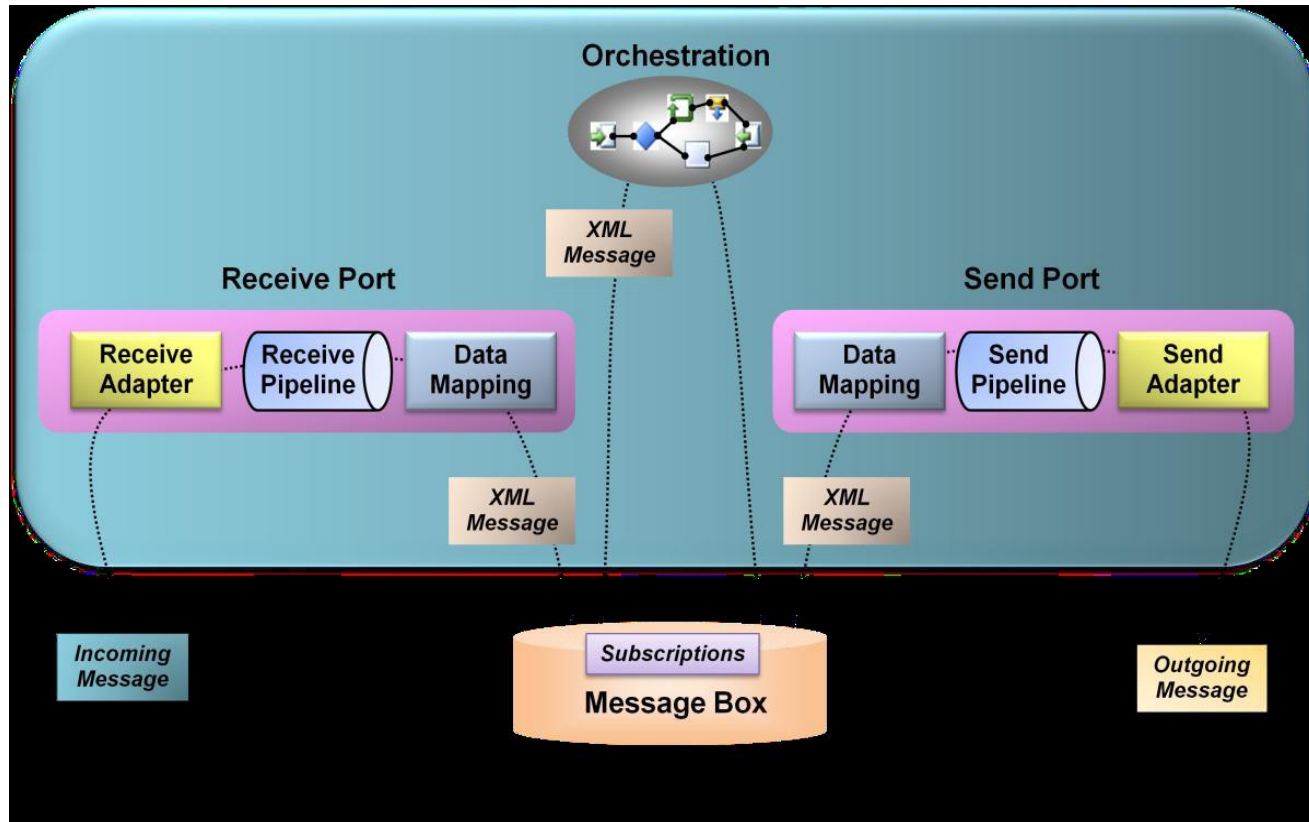 Orchestration
XML
Message
Receive Port
Send Port
Receive
Adapter
Receive
Pipeline
Data
Mapping
Data
Mapping
Send
Pipeline
Send
Adapter
XML
Message
XML
Message
Incoming
Message
Subscriptions
Message Box
Outgoing
Message